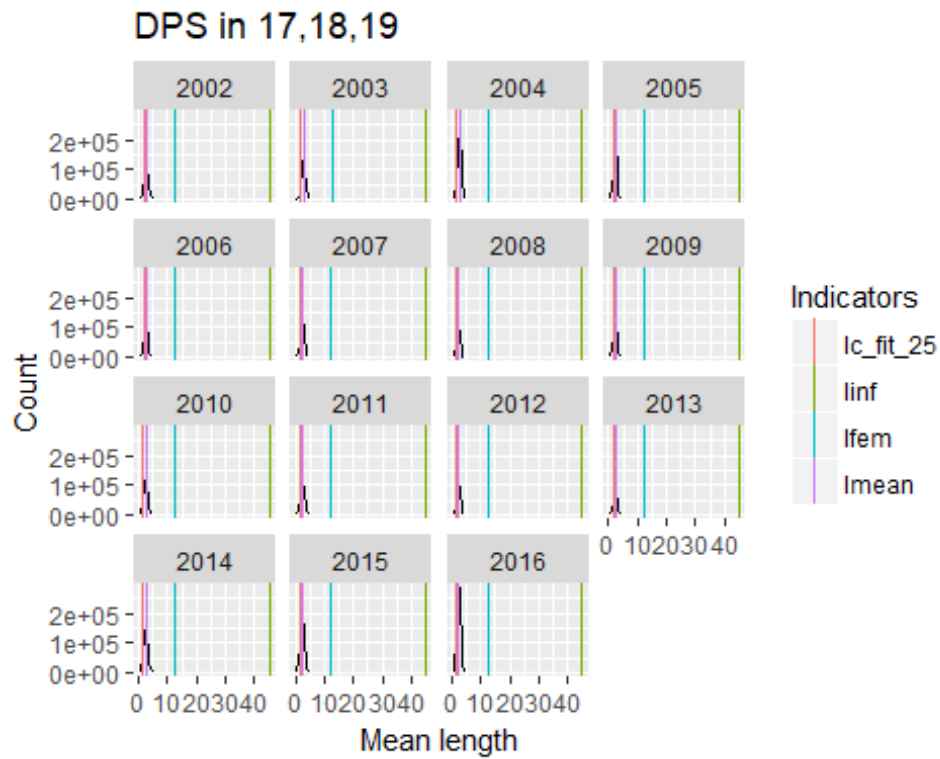 DPS in 17,18,19
2002 2003 2004 2005
2e+05
1e+05
0e+00
2006 2007 2008 2009
2e+05
1e+05
0e+00
2010 2011 2012 2013
2e+05
1e+05
0e+00
0 10 20 30 40
2014 2015 2016
2e+05
1e+05
0e+00
0 10 20 30 40 0 10 20 30 40 0 10 20 30 40
Mean length
Count
Indicators
lc_fit_25
linf
lfem
lmean